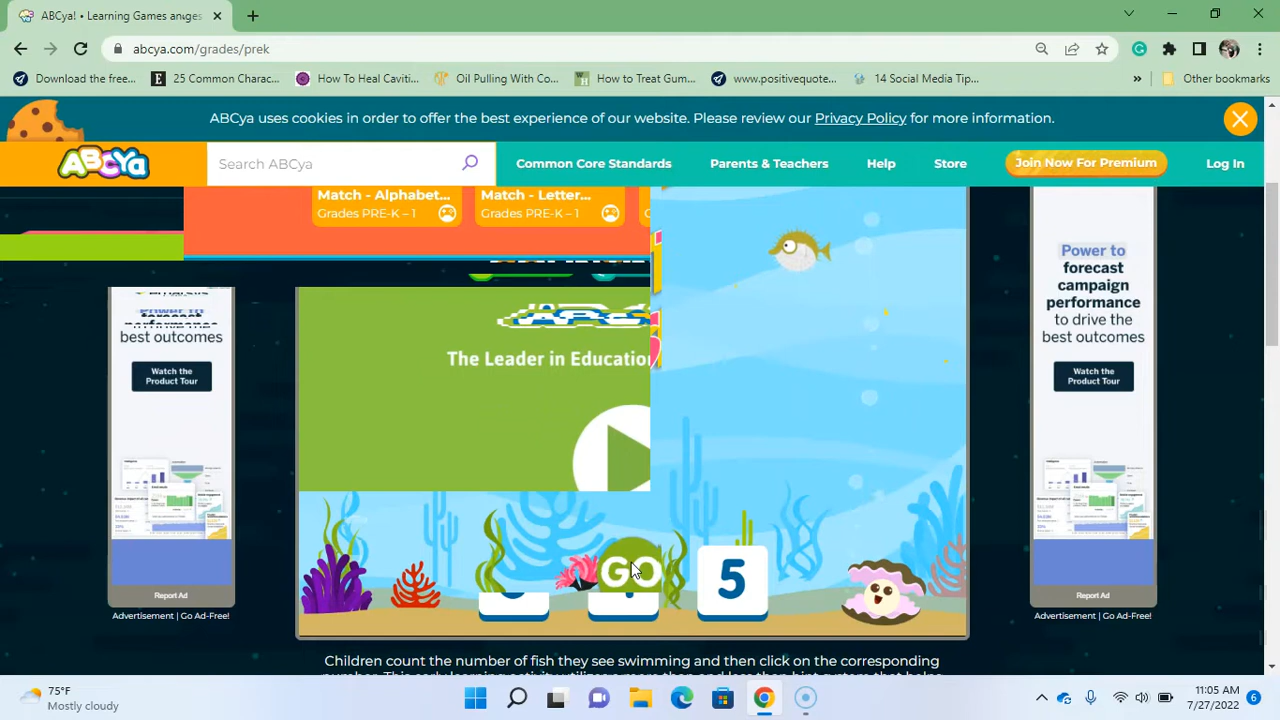 ABCya! • Learning Games and
abcya.com/grades/prek
Download the free...
25 Common Charac...
How To Heal Caviti...
Oil Pulling With Co...
How to Treat Gum...
www.positivequote...
14 Social Media Tip...
»
Other bookmarks
ABCya uses cookies in order to offer the best experience of our website. Please review our Privacy Policy for more information.
ABCya
Search ABCya
Common Core Standards
Parents & Teachers
Help
Store
Join Now For Premium
Log In
Match - Alphabet...
Grades PRE-K – 1
Match - Letter...
Grades PRE-K – 1
best outcomes
Watch the
Product Tour
Report Ad
Advertisement | Go Ad-Free!
The Leader in Education
GO
5
Power to
forecast
campaign
performance
to drive the
best outcomes
Watch the
Product Tour
Report Ad
Advertisement | Go Ad-Free!
Children count the number of fish they see swimming and then click on the corresponding
75°F
Mostly cloudy
11:05 AM
7/27/2022
6